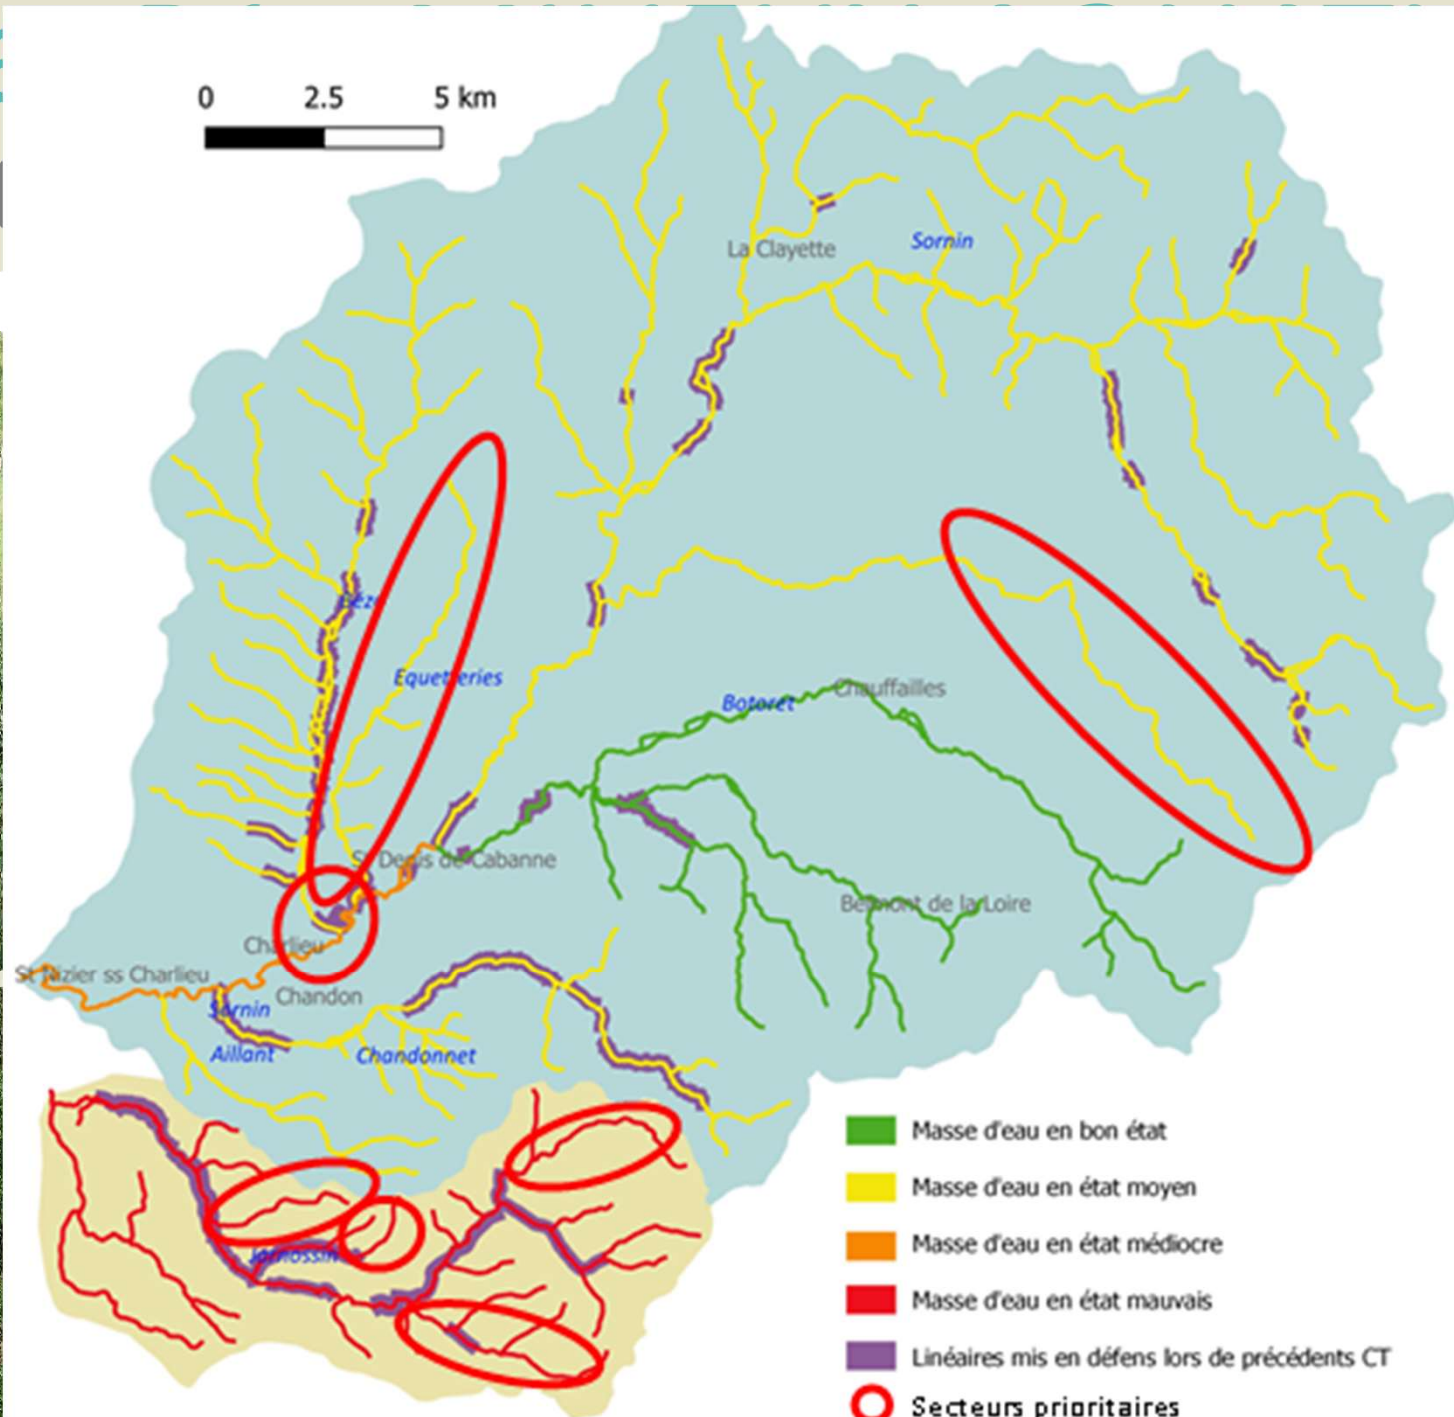 0 2.5 5 km
La Clayette
Sornin
Equetteries
Botoret
Chauffailles
St Denis de Cabanne
Belmont de la Loire
Charlieu
St Nizier ss Charlieu
Chandon
Sornin
Aillant
Chandonnet
Jarnossin
Masse d'eau en bon état
Masse d'eau en état moyen
Masse d'eau en état médiocre
Masse d'eau en état mauvais
Linéaires mis en défens lors de précédents CT
Secteurs prioritaires